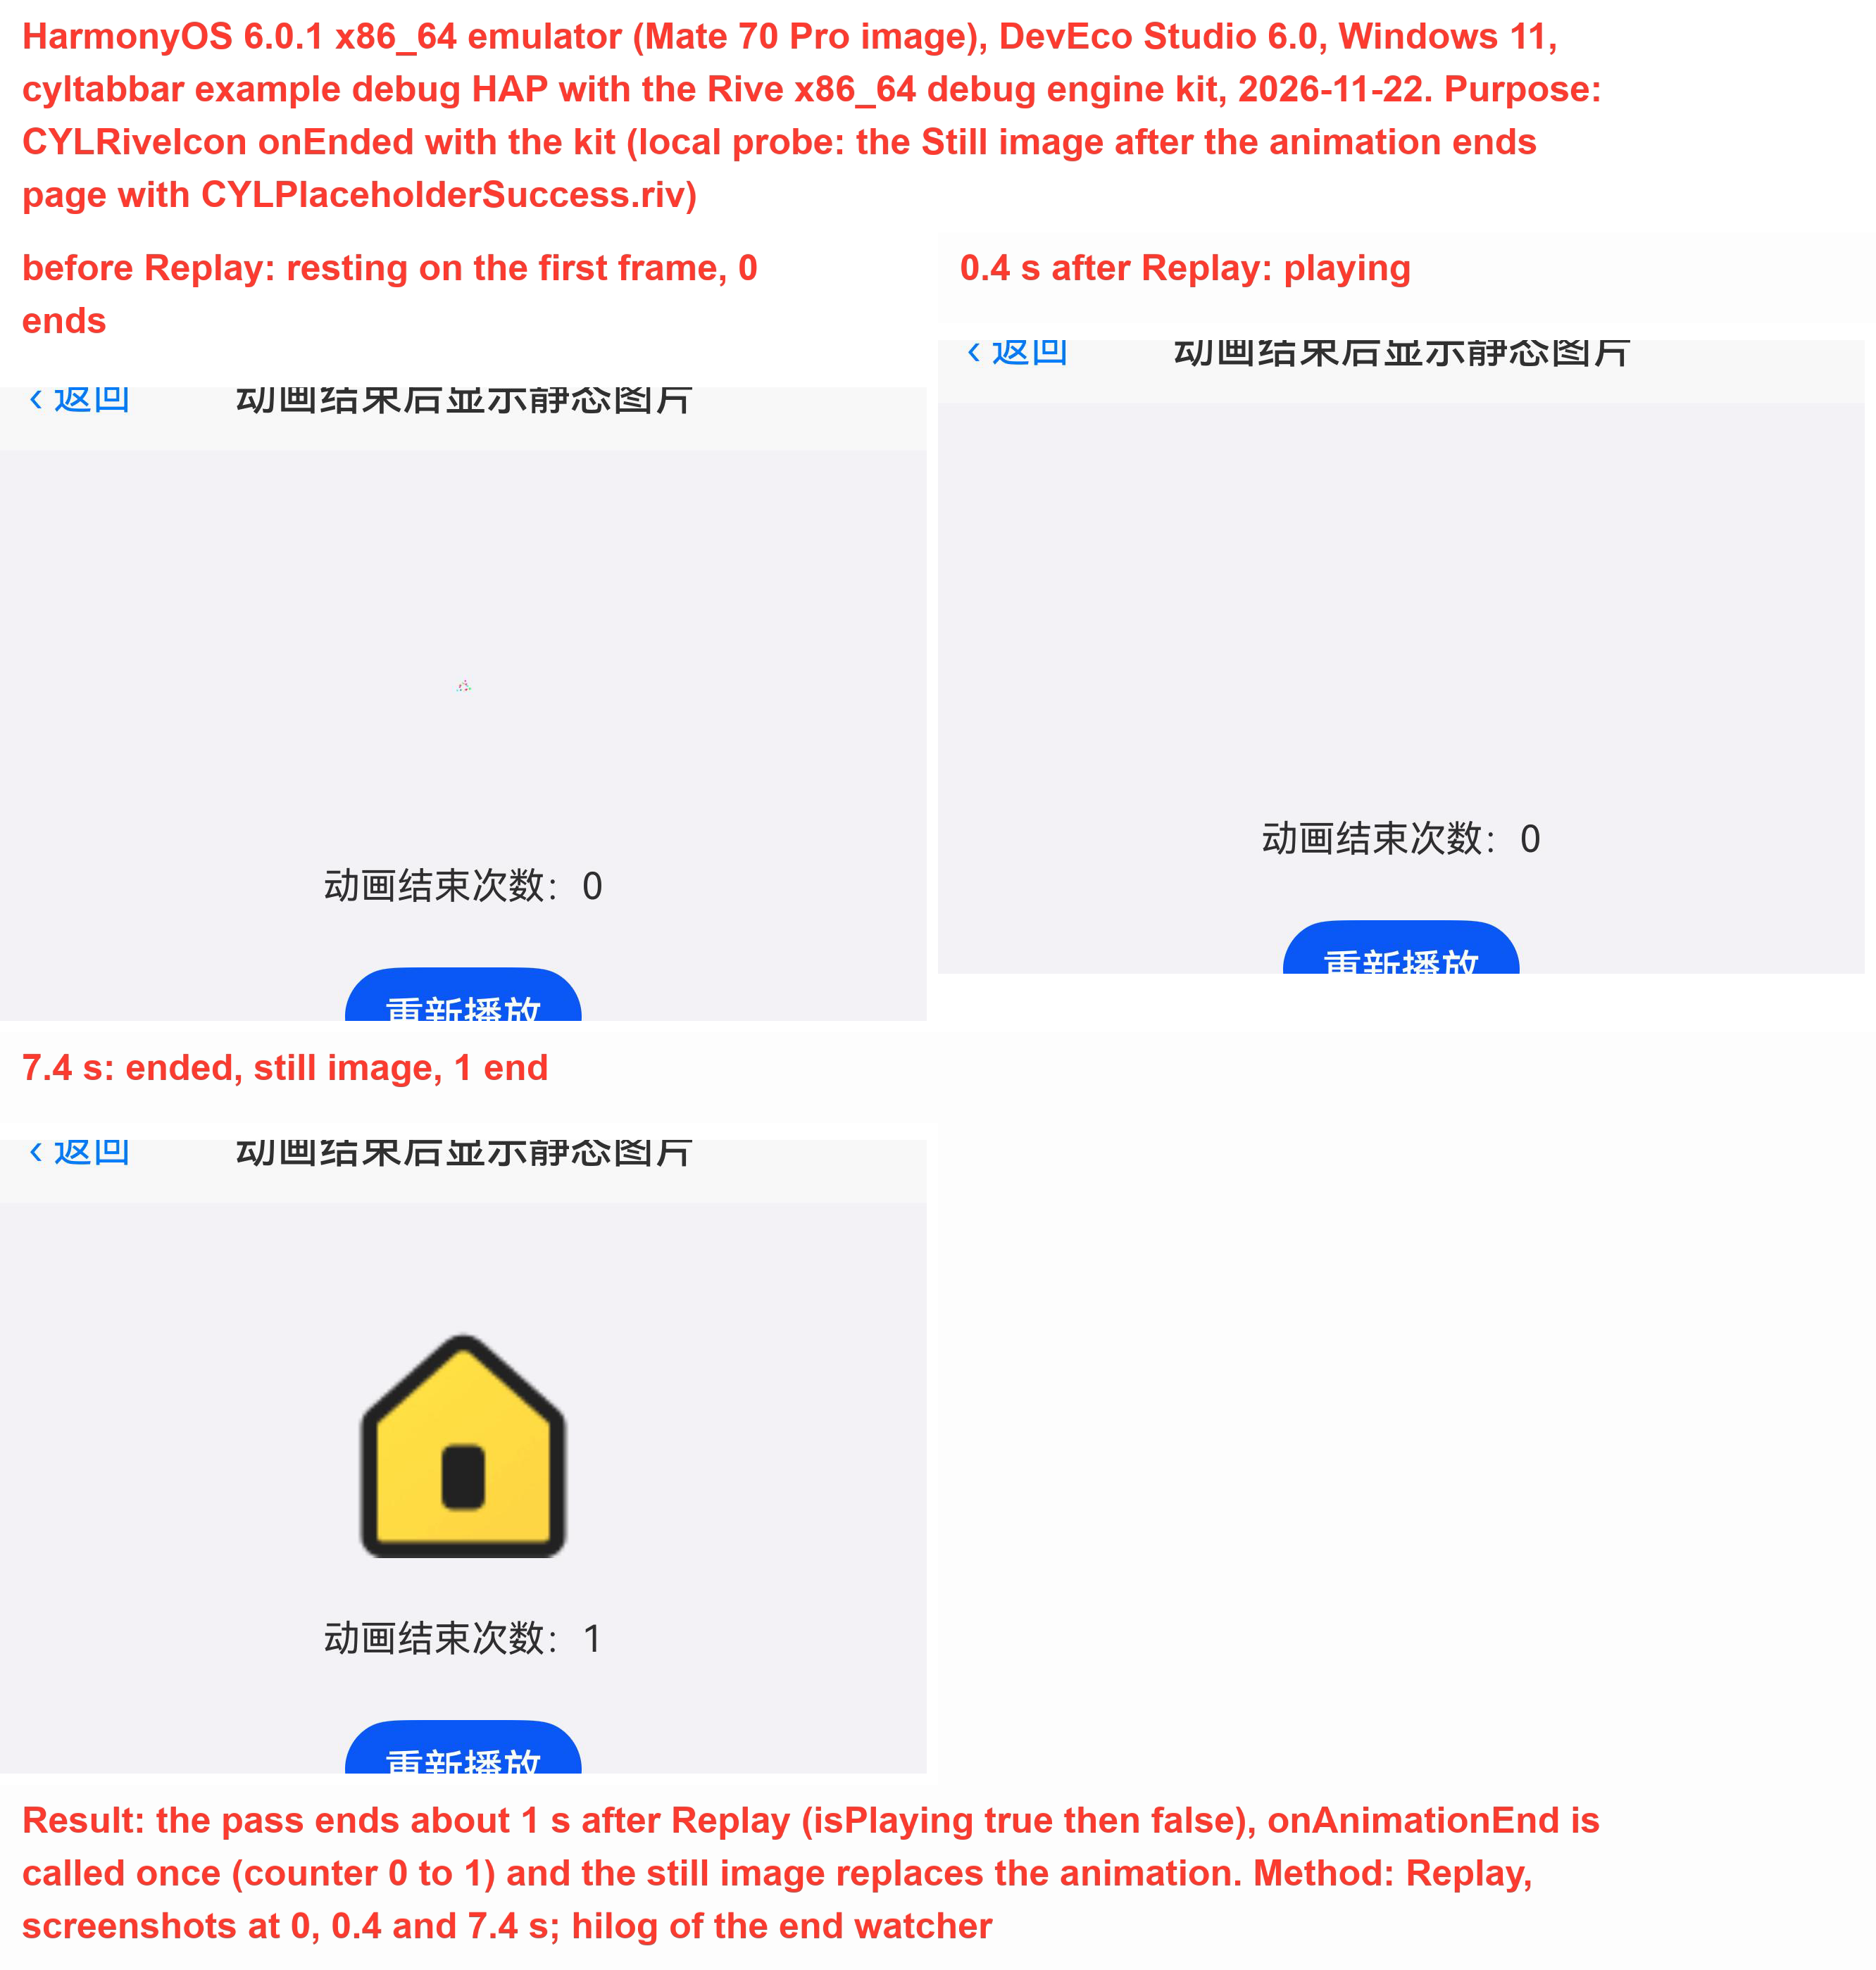 HarmonyOS 6.0.1 x86_64 emulator (Mate 70 Pro image), DevEco Studio 6.0, Windows 11,
cyltabbar example debug HAP with the Rive x86_64 debug engine kit, 2026-11-22. Purpose:
CYLRiveIcon onEnded with the kit (local probe: the Still image after the animation ends
page with CYLPlaceholderSuccess.riv)
before Replay: resting on the first frame, 0
ends
‹ 返回 动画结束后显示静态图片
动画结束次数：0
重新播放
0.4 s after Replay: playing
‹ 返回 动画结束后显示静态图片
动画结束次数：0
重新播放
7.4 s: ended, still image, 1 end
‹ 返回 动画结束后显示静态图片
动画结束次数：1
重新播放
Result: the pass ends about 1 s after Replay (isPlaying true then false), onAnimationEnd is
called once (counter 0 to 1) and the still image replaces the animation. Method: Replay,
screenshots at 0, 0.4 and 7.4 s; hilog of the end watcher